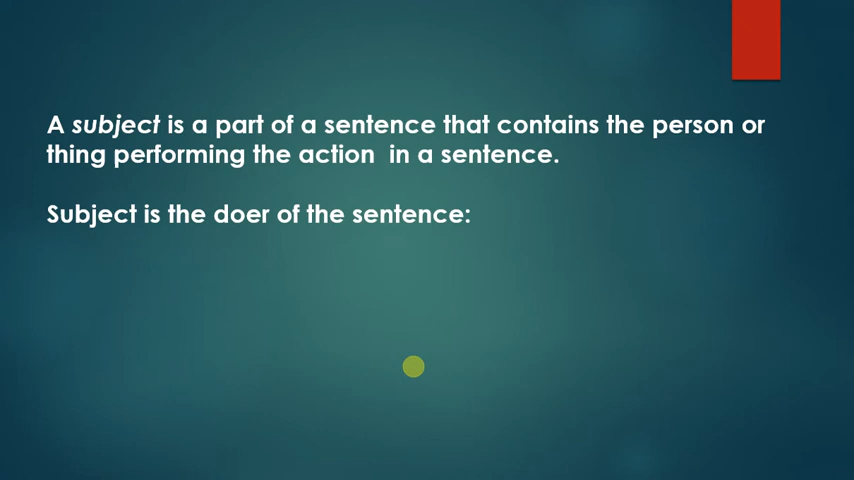 A subject is a part of a sentence that contains the person or
thing performing the action  in a sentence.
Subject is the doer of the sentence: